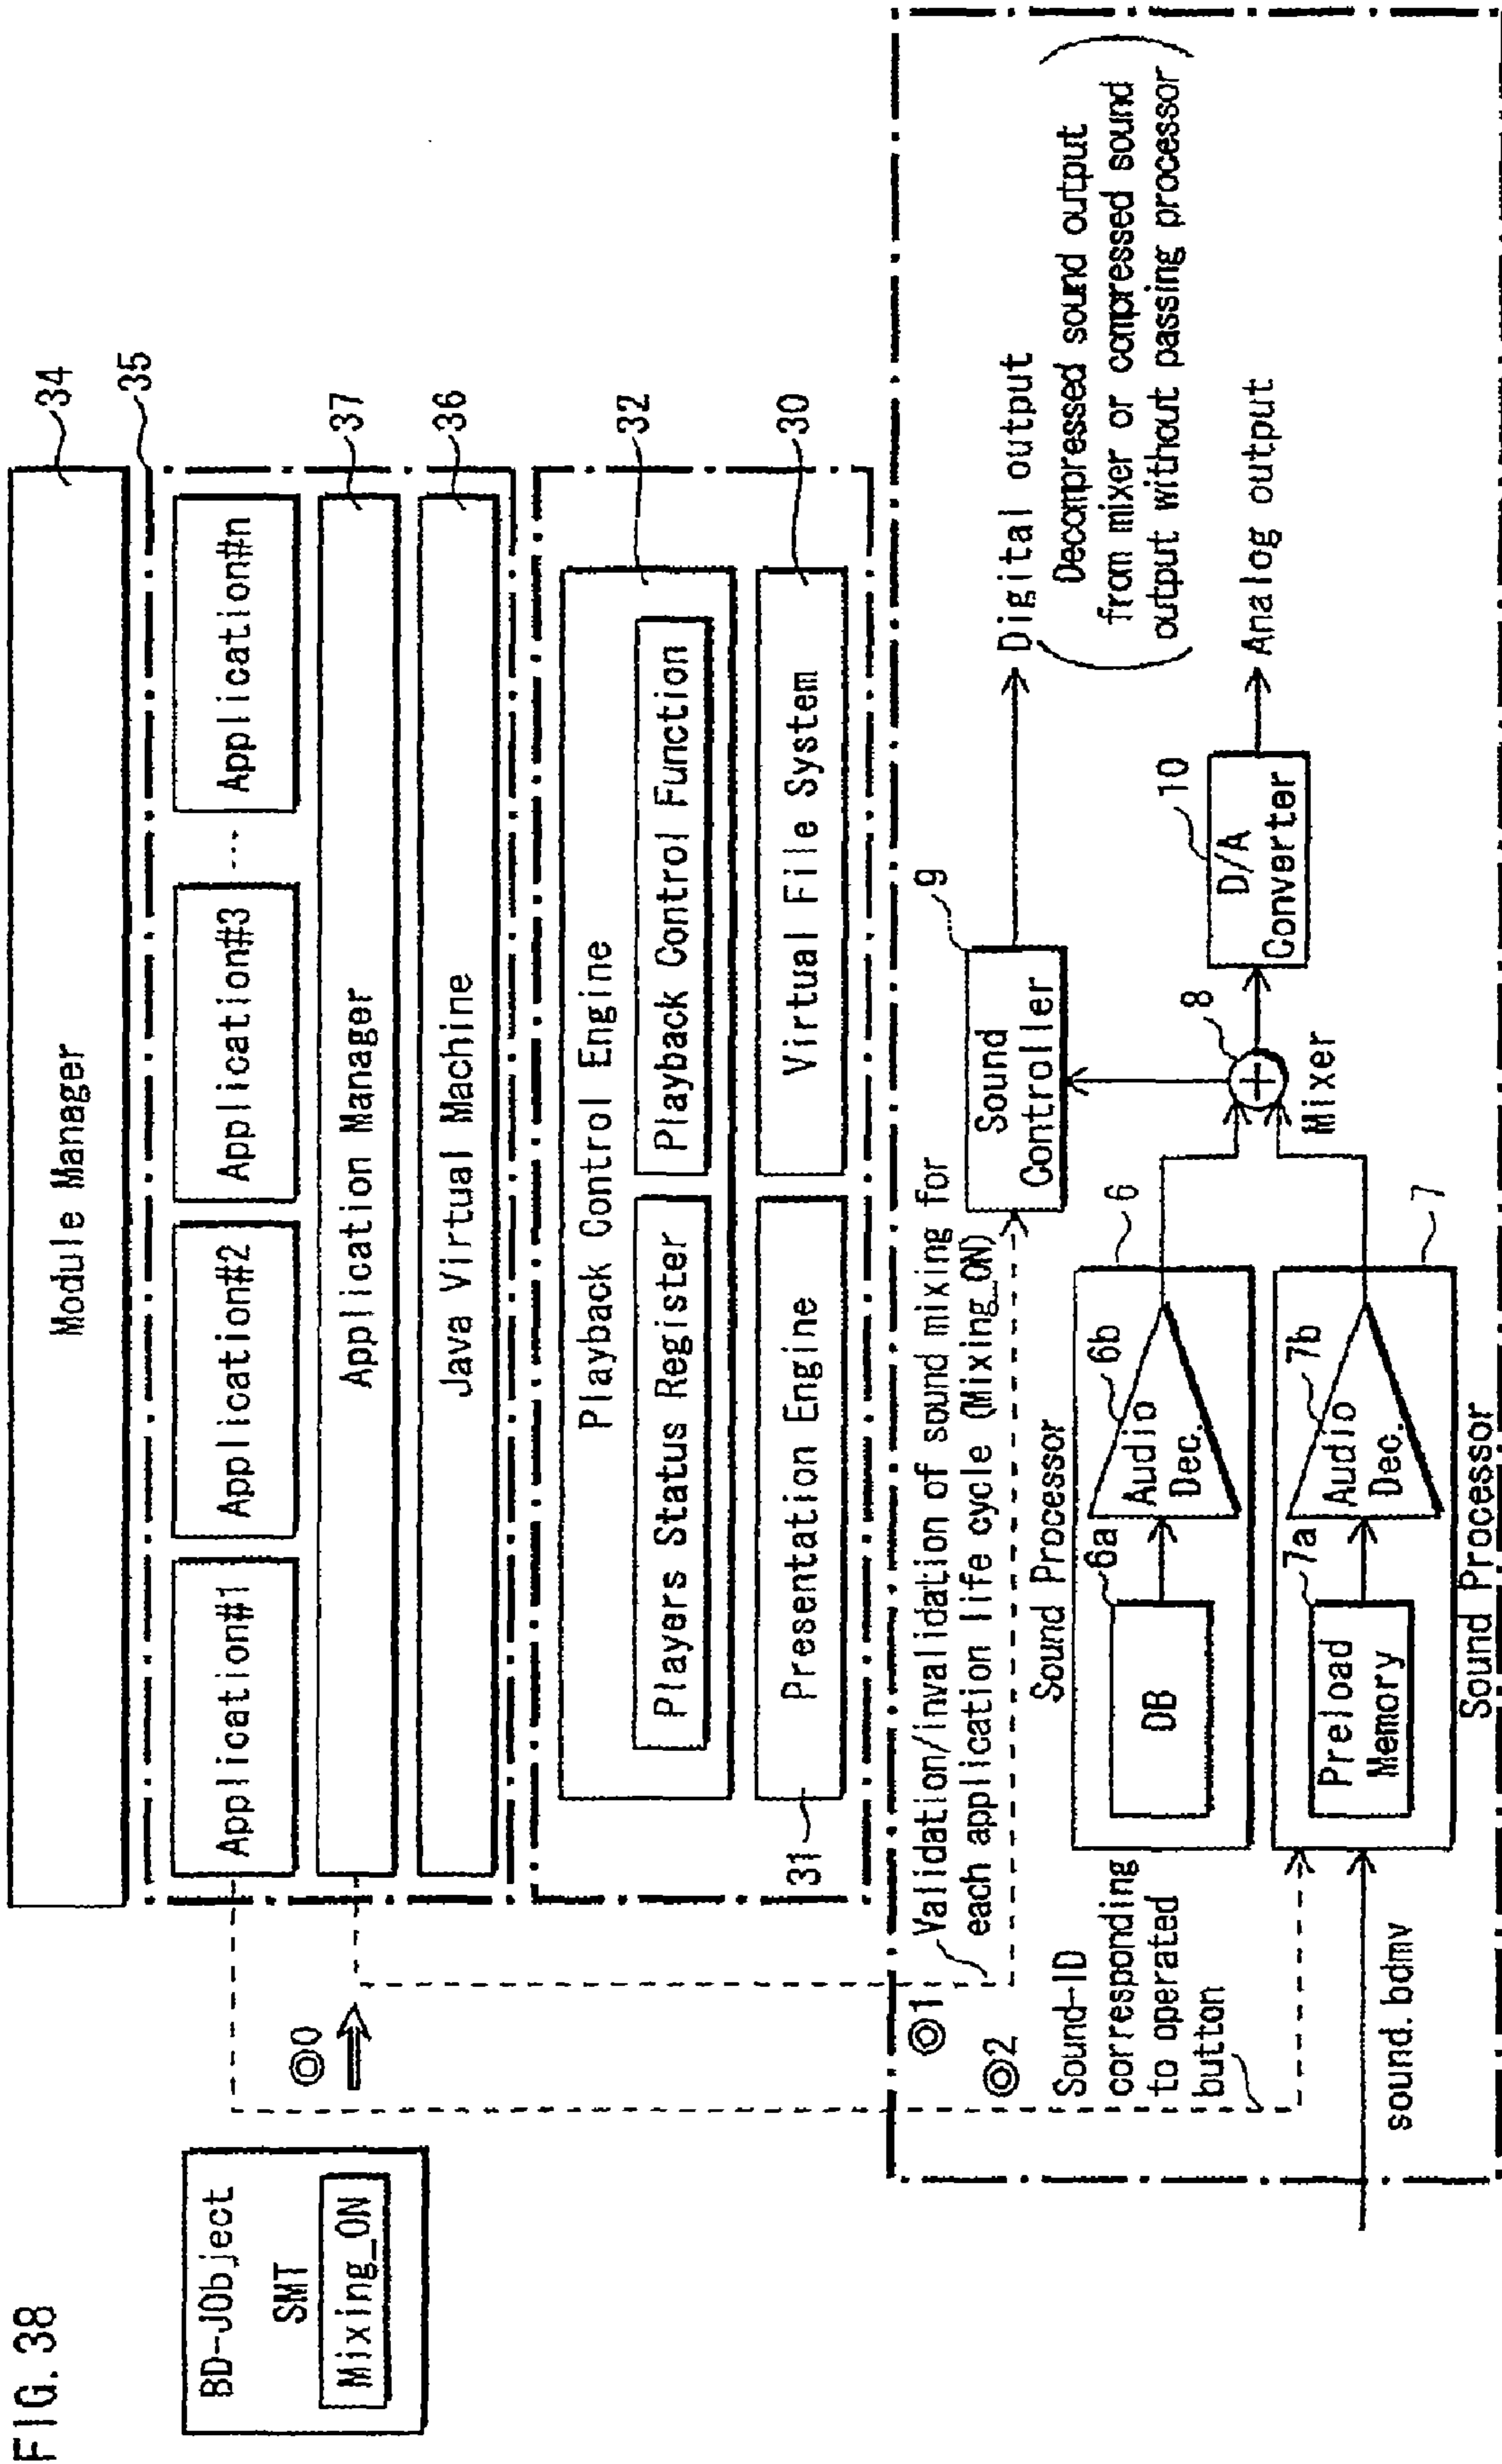 FIG. 38
BD-JObject
SMT
Mixing_ON
◎0
Module Manager
34
35
Application#1
Application#2
Application#3
...
Application#n
Application Manager
37
Java Virtual Machine
36
Playback Control Engine
32
Players Status Register
Playback Control Function
31
Presentation Engine
Virtual File System
30
◎1
Validation/invalidation of sound mixing for
each application life cycle (Mixing_ON)
◎2
Sound-ID
corresponding
to operated
button
sound.bdmv
Sound Processor
6
DB
6a
Audio
Dec.
6b
Preload
Memory
7a
Audio
Dec.
7b
7
Sound Processor
Sound
Controller
9
8
Mixer
D/A
Converter
10
Digital output
Decompressed sound output
from mixer or compressed sound
output without passing processor
Analog output